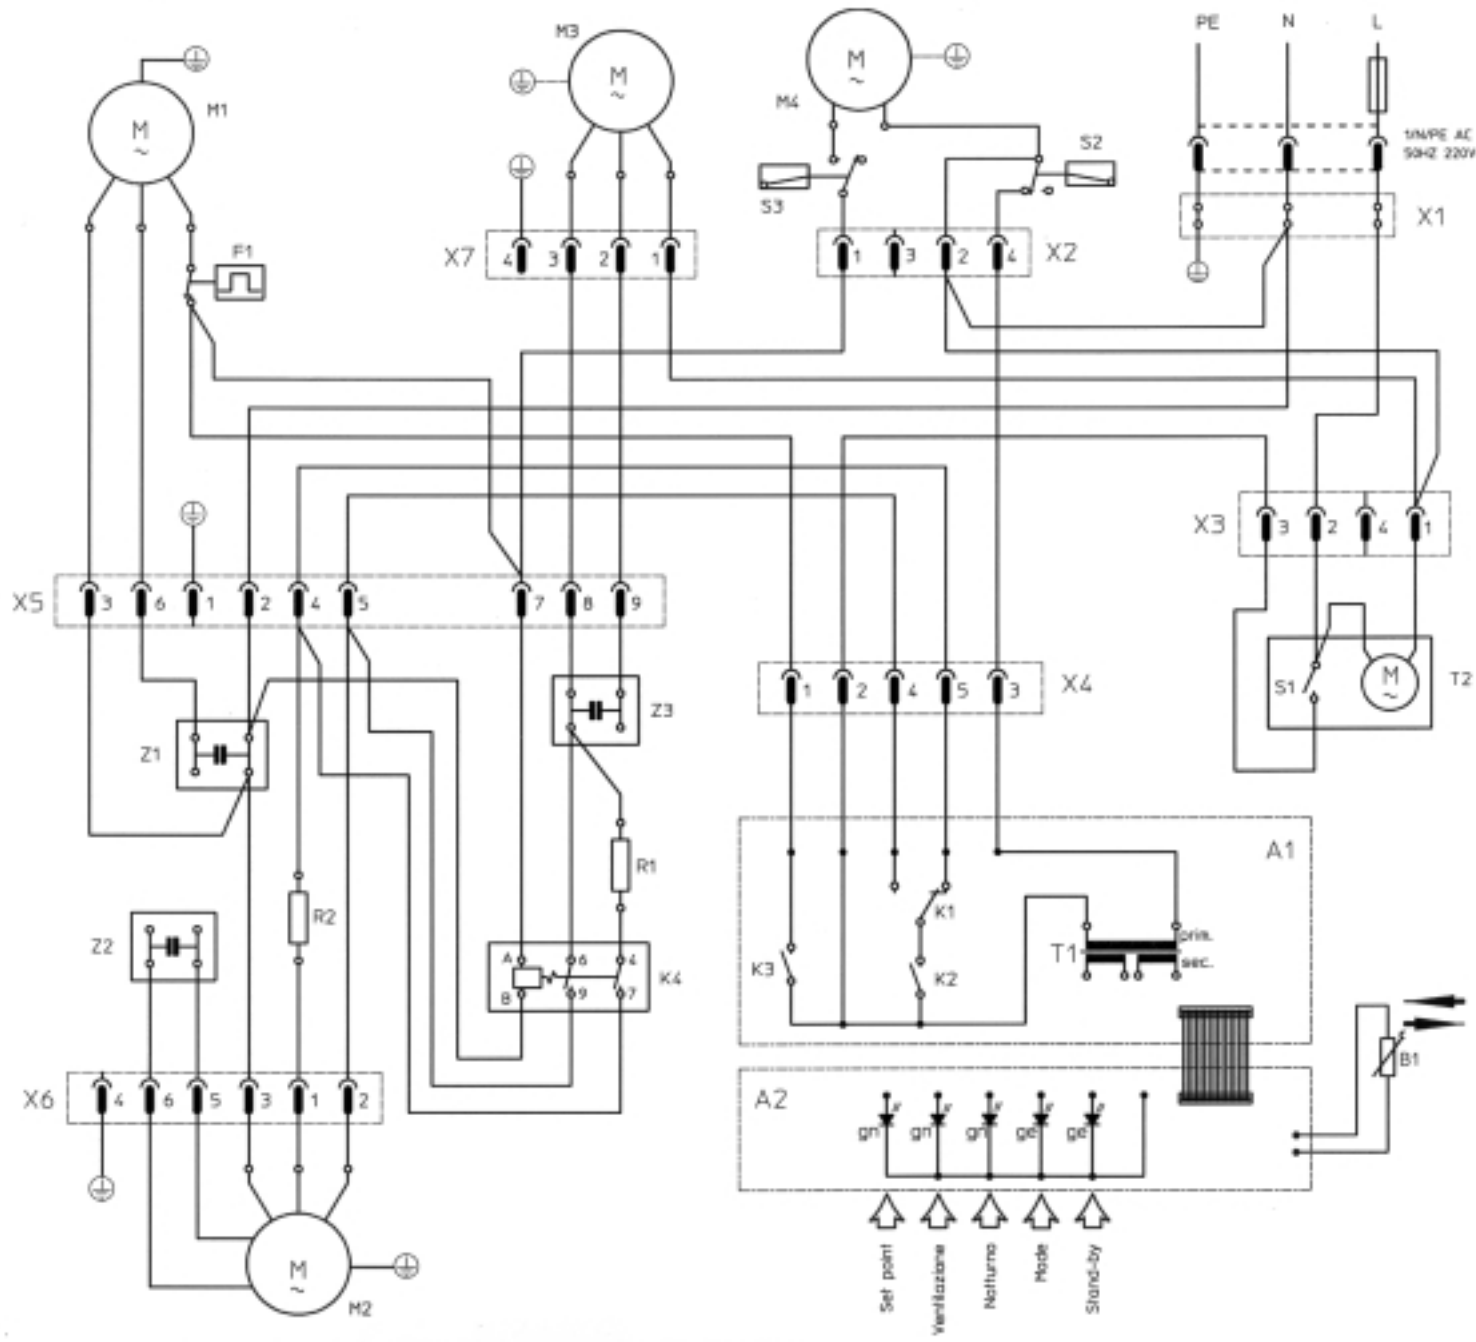 PE N L
M3
M
~
M
~
M4
M1
M
~
S2
1/N/PE AC
50HZ 220V
S3
X1
F1
X7 4 3 2 1
1 3 2 4 X2
X3 3 2 4 1
X5 3 6 1 2 4 5 7 8 9
1 2 4 5 3 X4
S1 M
~
T2
Z1
Z3
A1
R1
R2
K1
Z2
K3
K2
T1
prim.
sec.
A 6 4
B 9 7
K4
B1
X6 4 6 5 3 1 2
A2
gn gn gn ge ge
M
~
M2
Set point
Ventilazione
Notturno
Mode
Stand-by